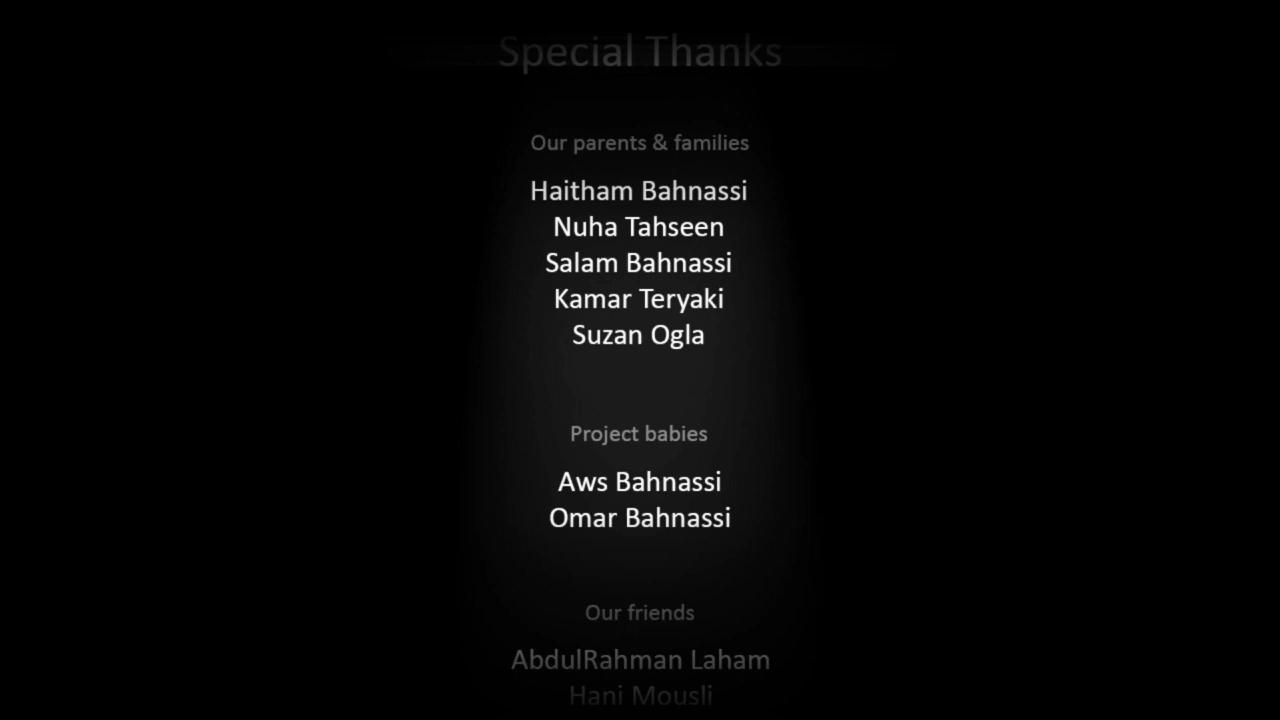 Special Thanks
Our parents & families
Haitham Bahnassi
Nuha Tahseen
Salam Bahnassi
Kamar Teryaki
Suzan Ogla
Project babies
Aws Bahnassi
Omar Bahnassi
Our friends
AbdulRahman Laham
Hani Mousli